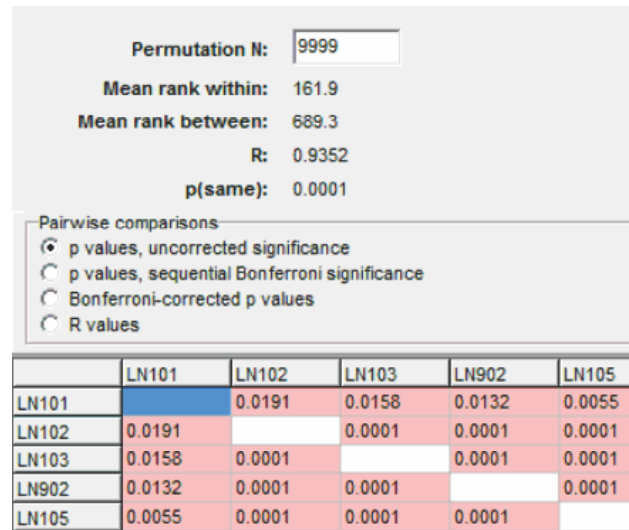 Permutation N: 9999
Mean rank within: 161.9
Mean rank between: 689.3
R: 0.9352
p(same): 0.0001
Pairwise comparisons
p values, uncorrected significance
p values, sequential Bonferroni significance
Bonferroni-corrected p values
R values
LN101 LN102 LN103 LN902 LN105
LN101 0.0191 0.0158 0.0132 0.0055
LN102 0.0191 0.0001 0.0001 0.0001
LN103 0.0158 0.0001 0.0001 0.0001
LN902 0.0132 0.0001 0.0001 0.0001
LN105 0.0055 0.0001 0.0001 0.0001